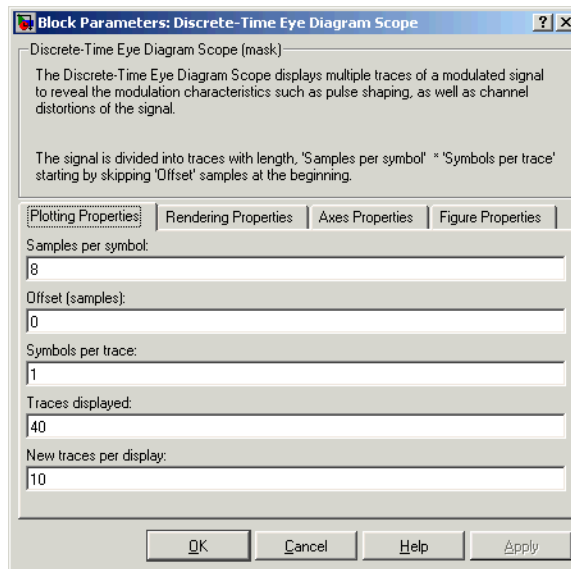 Block Parameters: Discrete-Time Eye Diagram Scope
Discrete-Time Eye Diagram Scope (mask)
The Discrete-Time Eye Diagram Scope displays multiple traces of a modulated signal
to reveal the modulation characteristics such as pulse shaping, as well as channel
distortions of the signal.
The signal is divided into traces with length, 'Samples per symbol' * 'Symbols per trace'
starting by skipping 'Offset' samples at the beginning.
Plotting Properties Rendering Properties Axes Properties Figure Properties
Samples per symbol:
8
Offset (samples):
0
Symbols per trace:
1
Traces displayed:
40
New traces per display:
10
OK Cancel Help Apply